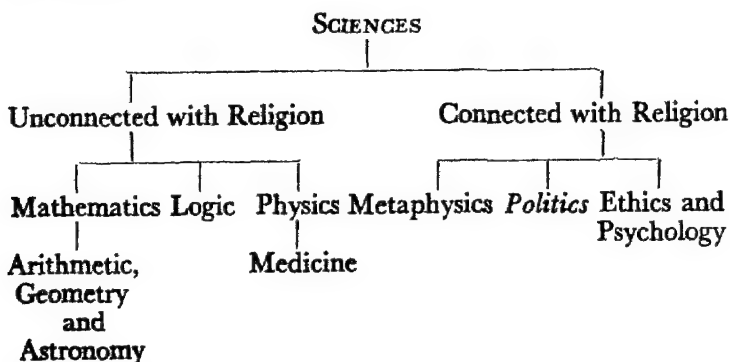 SCIENCES
Unconnected with Religion Connected with Religion
Mathematics Logic Physics Metaphysics Politics Ethics and
Psychology
Arithmetic,
Geometry
and
Astronomy
Medicine